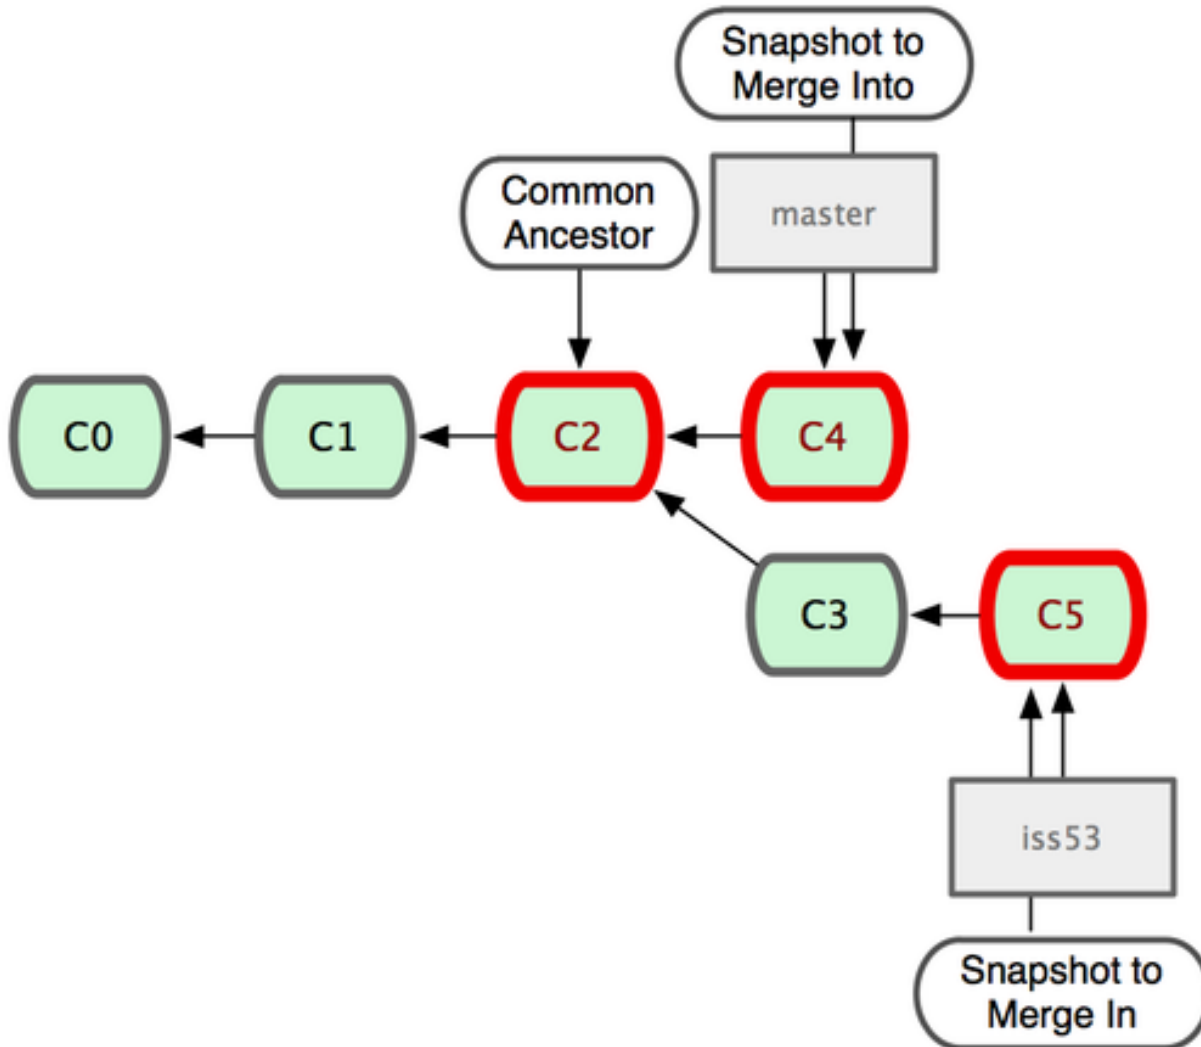 Snapshot to
Merge Into
Common
Ancestor
master
C0
C1
C2
C4
C3
C5
iss53
Snapshot to
Merge In